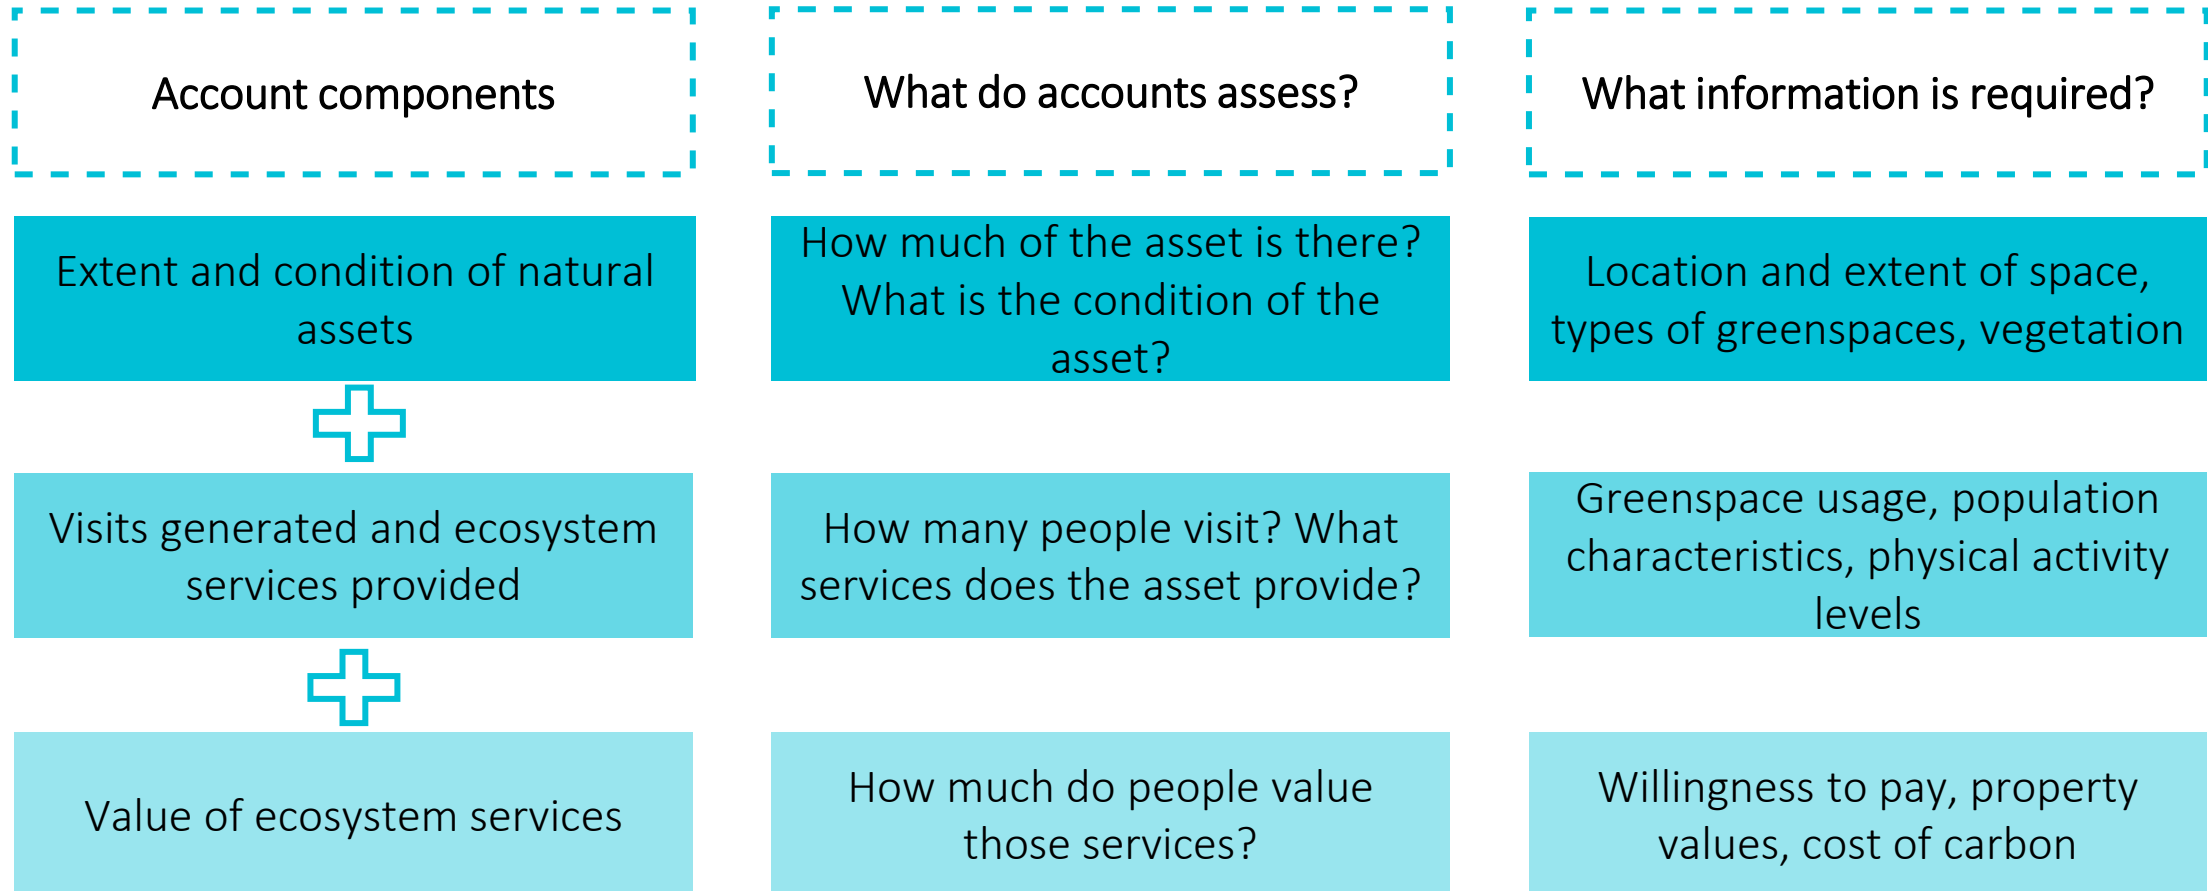 Account components
What do accounts assess?
What information is required?
Extent and condition of natural
assets
How much of the asset is there?
What is the condition of the
asset?
Location and extent of space,
types of greenspaces, vegetation
Visits generated and ecosystem
services provided
How many people visit? What
services does the asset provide?
Greenspace usage, population
characteristics, physical activity
levels
Value of ecosystem services
How much do people value
those services?
Willingness to pay, property
values, cost of carbon